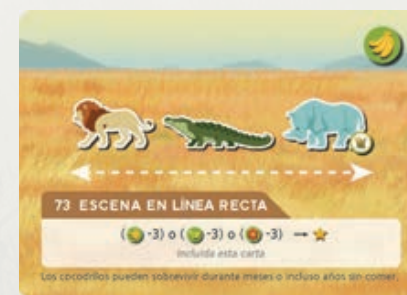 73 ESCENA EN LÍNEA RECTA
( -3) o ( -3) o ( -3) →
Incluida esta carta
Los cocodrilos pueden sobrevivir durante meses o incluso años sin comer.